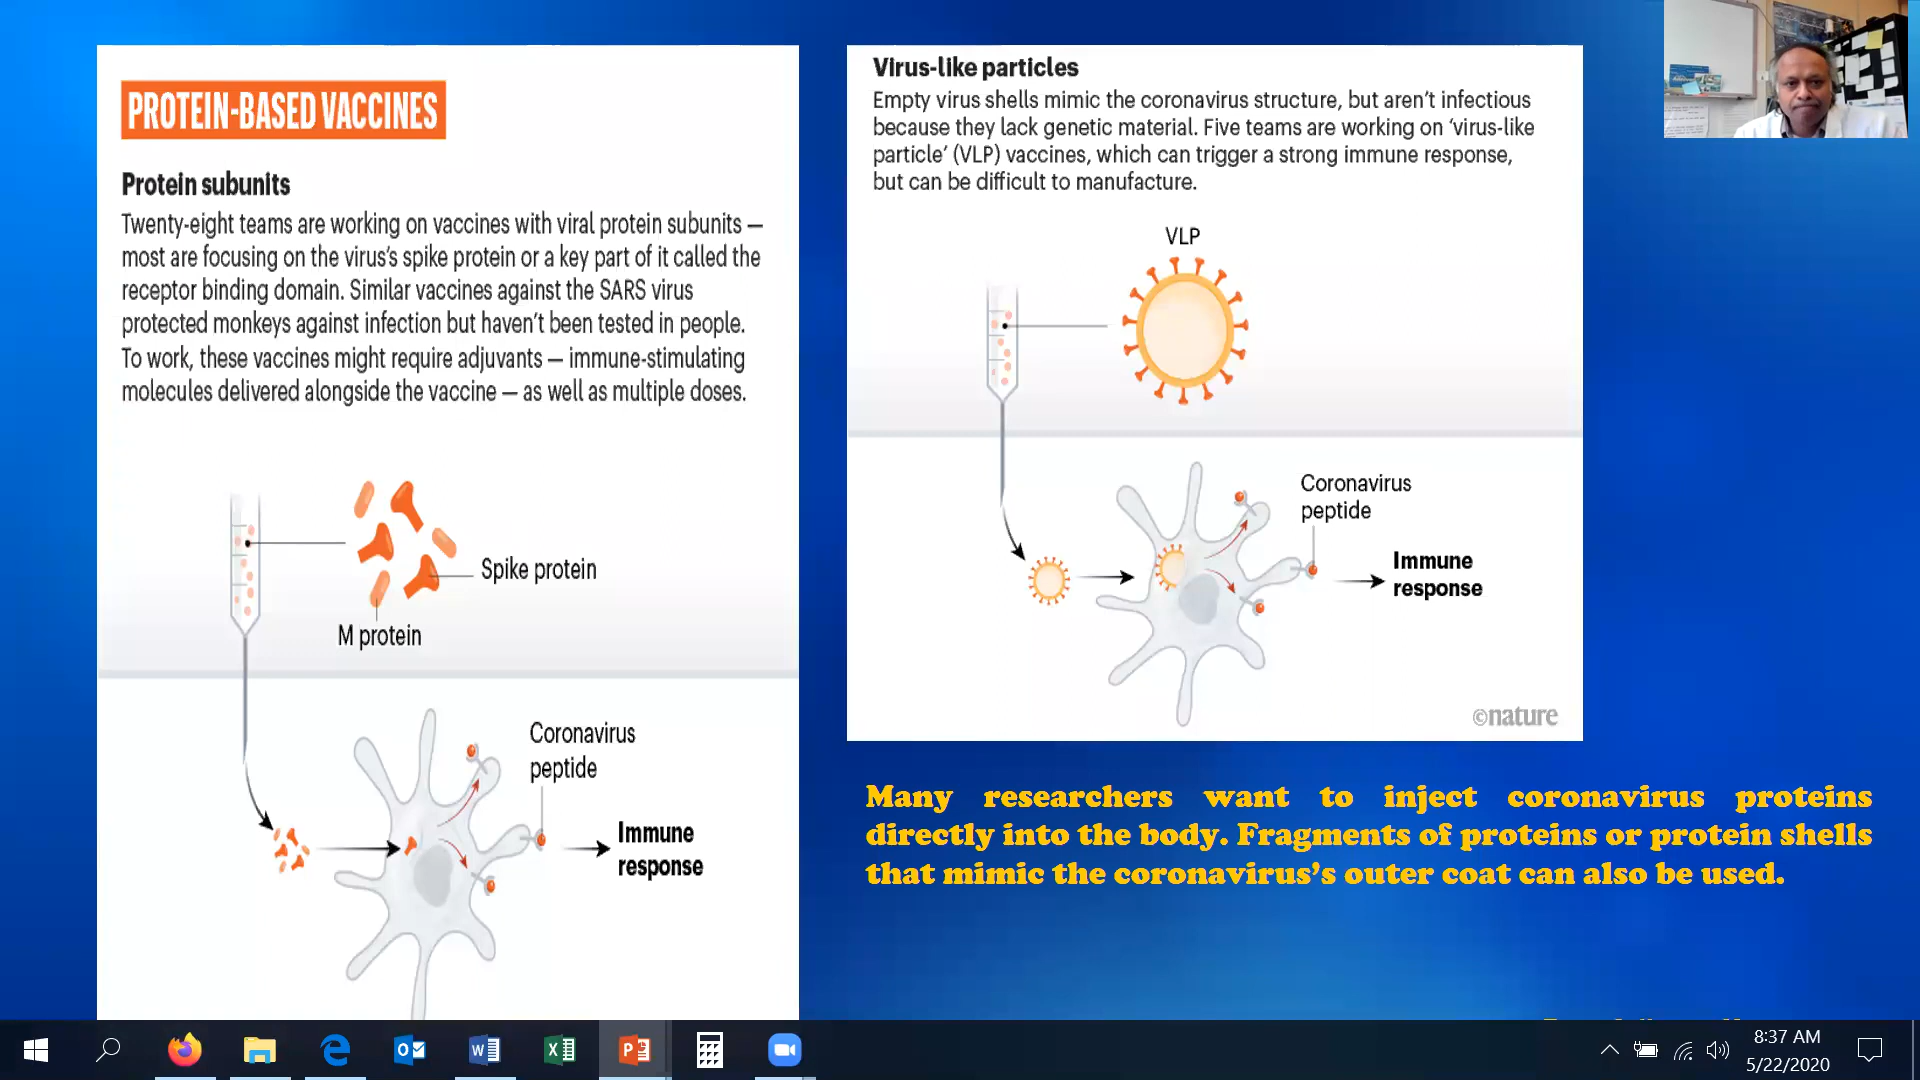 PROTEIN-BASED VACCINES
Protein subunits
Twenty-eight teams are working on vaccines with viral protein subunits —
most are focusing on the virus's spike protein or a key part of it called the
receptor binding domain. Similar vaccines against the SARS virus
protected monkeys against infection but haven't been tested in people.
To work, these vaccines might require adjuvants — immune-stimulating
molecules delivered alongside the vaccine — as well as multiple doses.
Spike protein
M protein
Coronavirus
peptide
Immune
response
Virus-like particles
Empty virus shells mimic the coronavirus structure, but aren't infectious
because they lack genetic material. Five teams are working on ‘virus-like
particle’ (VLP) vaccines, which can trigger a strong immune response,
but can be difficult to manufacture.
VLP
Coronavirus
peptide
Immune
response
©nature
Many researchers want to inject coronavirus proteins
directly into the body. Fragments of proteins or protein shells
that mimic the coronavirus’s outer coat can also be used.
8:37 AM
5/22/2020